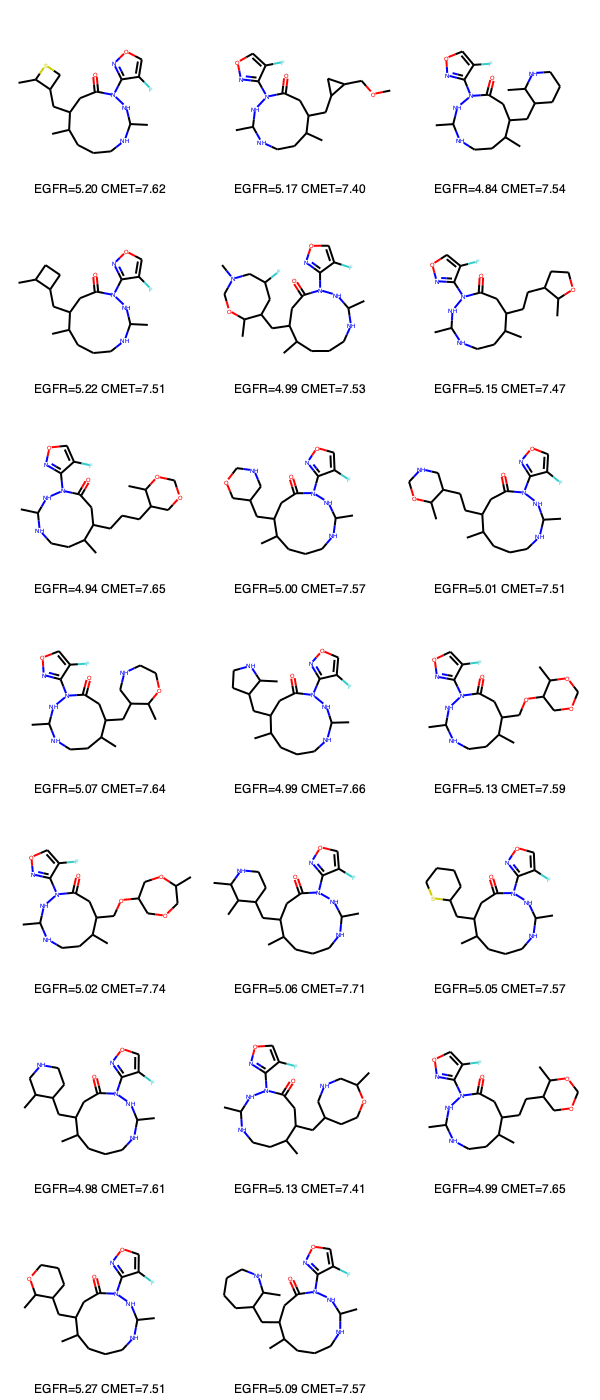 EGFR=5.20 CMET=7.62 EGFR=5.17 CMET=7.40 EGFR=4.84 CMET=7.54
EGFR=5.22 CMET=7.51 EGFR=4.99 CMET=7.53 EGFR=5.15 CMET=7.47
EGFR=4.94 CMET=7.65 EGFR=5.00 CMET=7.57 EGFR=5.01 CMET=7.51
EGFR=5.07 CMET=7.64 EGFR=4.99 CMET=7.66 EGFR=5.13 CMET=7.59
EGFR=5.02 CMET=7.74 EGFR=5.06 CMET=7.71 EGFR=5.05 CMET=7.57
EGFR=4.98 CMET=7.61 EGFR=5.13 CMET=7.41 EGFR=4.99 CMET=7.65
EGFR=5.27 CMET=7.51 EGFR=5.09 CMET=7.57